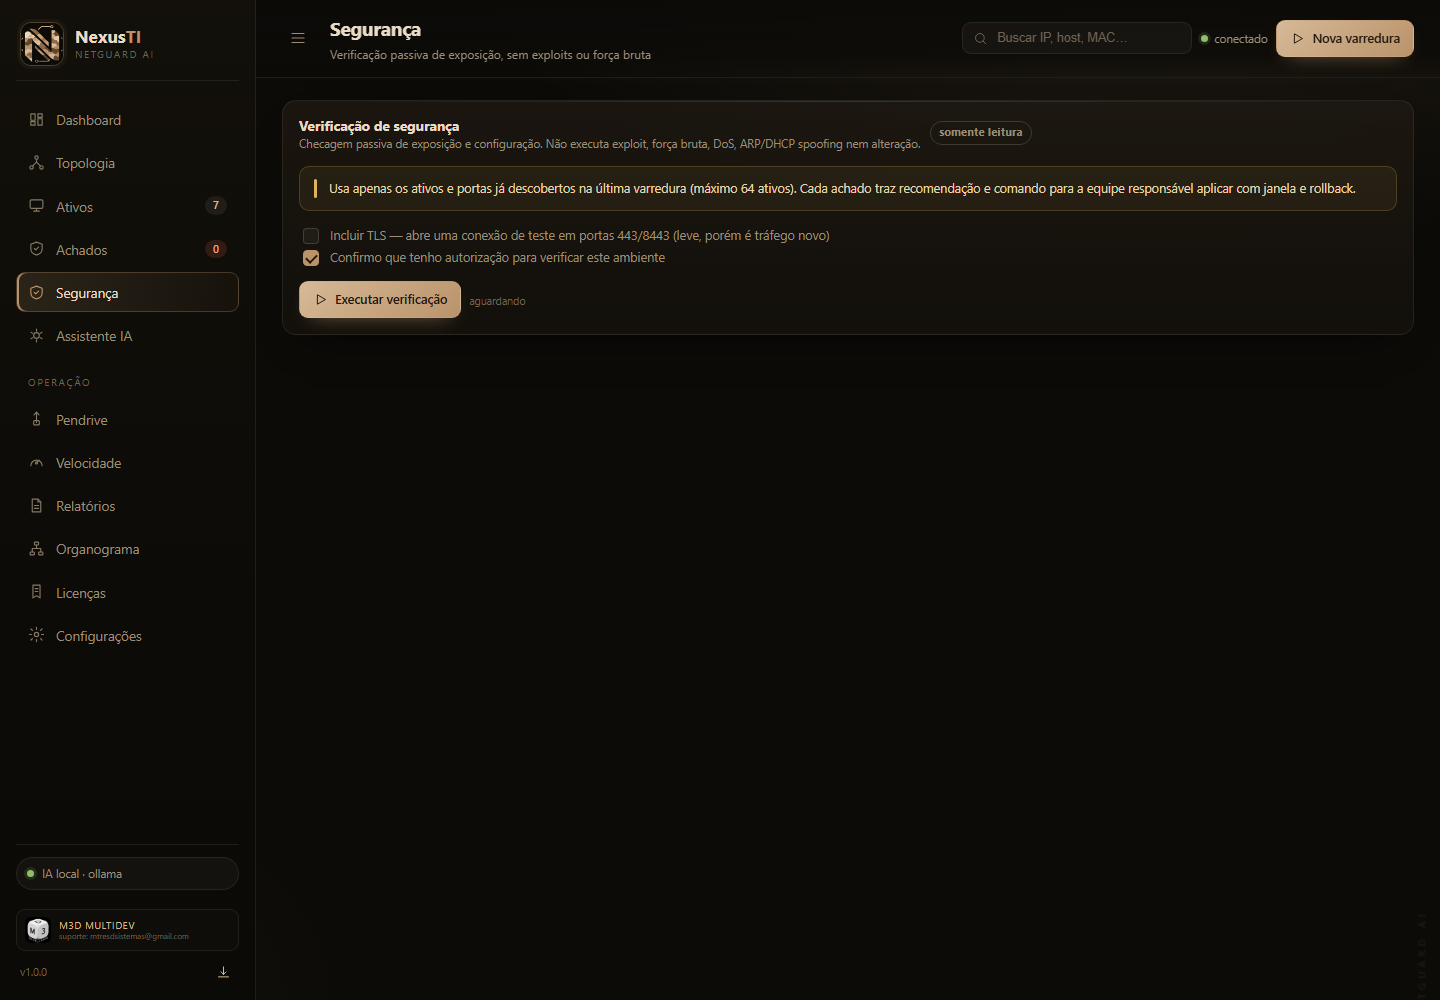 NexusTI
NETGUARD AI
Dashboard
Topologia
Ativos 7
Achados 0
Segurança
Assistente IA
OPERAÇÃO
Pendrive
Velocidade
Relatórios
Organograma
Licenças
Configurações
IA local · ollama
M3D MULTIDEV
suporte: mtresdsistemas@gmail.com
v1.0.0
Segurança
Verificação passiva de exposição, sem exploits ou força bruta
Buscar IP, host, MAC...
conectado
Nova varredura
Verificação de segurança
Checagem passiva de exposição e configuração. Não executa exploit, força bruta, DoS, ARP/DHCP spoofing nem alteração.
somente leitura
Usa apenas os ativos e portas já descobertos na última varredura (máximo 64 ativos). Cada achado traz recomendação e comando para a equipe responsável aplicar com janela e rollback.
Incluir TLS — abre uma conexão de teste em portas 443/8443 (leve, porém é tráfego novo)
Confirmo que tenho autorização para verificar este ambiente
Executar verificação
aguardando